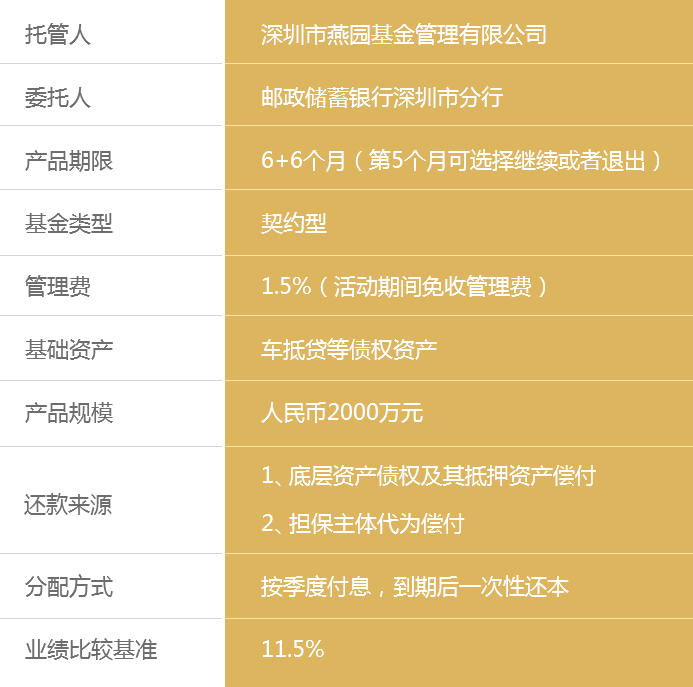 托管人 深圳市燕园基金管理有限公司
委托人 邮政储蓄银行深圳市分行
产品期限 6+6个月（第5个月可选择继续或者退出）
基金类型 契约型
管理费 1.5%（活动期间免收管理费）
基础资产 车抵贷等债权资产
产品规模 人民币2000万元
还款来源 1、底层资产债权及其抵押资产偿付
2、担保主体代为偿付
分配方式 按季度付息，到期后一次性还本
业绩比较基准 11.5%